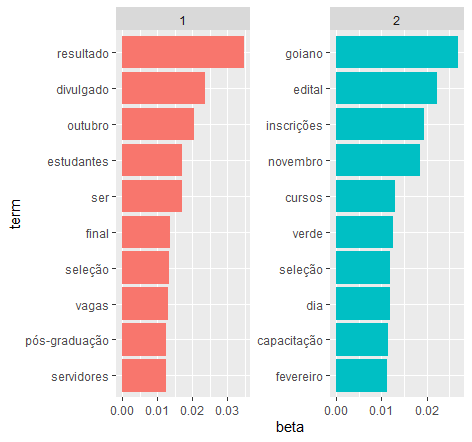 1
resultado
divulgado
outubro
estudantes
ser
final
seleção
vagas
pós-graduação
servidores
0.00 0.01 0.02 0.03
2
goiano
edital
inscrições
novembro
cursos
verde
seleção
dia
capacitação
fevereiro
0.00 0.01 0.02
term
beta